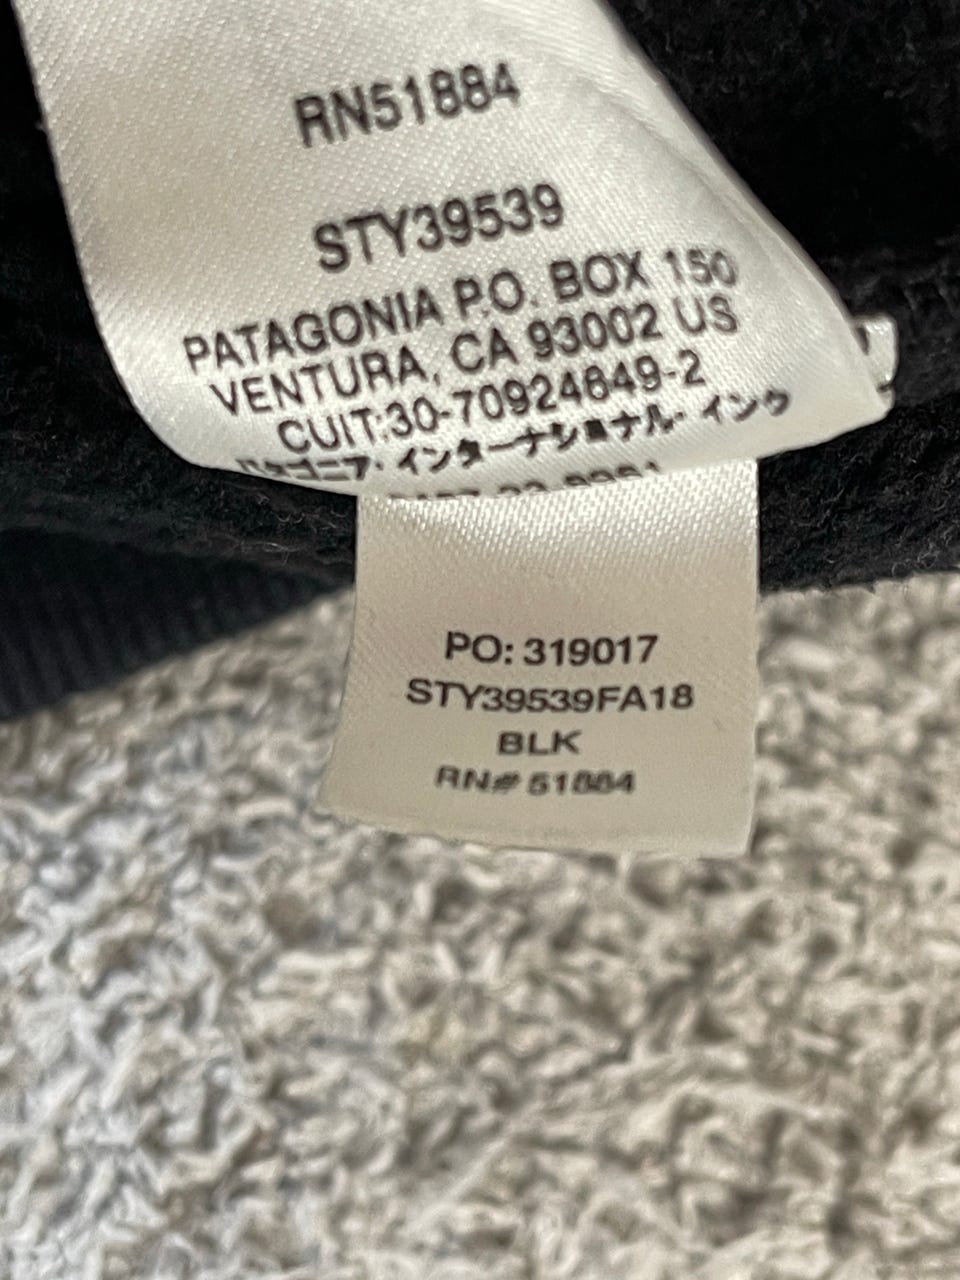 RN51884
STY39539
PATAGONIA P.O. BOX 150
VENTURA, CA 93002 US
CUIT:30-70924849-2
パタゴニア・インターナショナル・インク
PO: 319017
STY39539FA18
BLK
RN# 51884